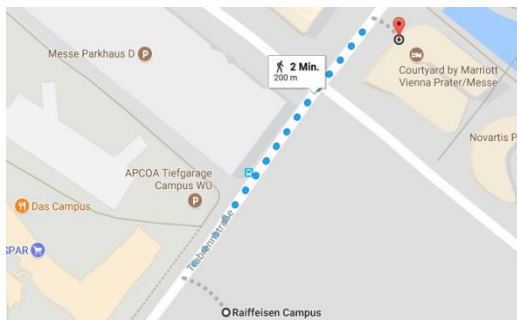 Messe Parkhaus D P
2 Min.
200 m
Courtyard by Marriott
Vienna Prater/Messe
Novartis P
APCOA Tiefgarage
Campus WU
P
Das Campus
Trabrennstraße
SPAR
Raiffeisen Campus